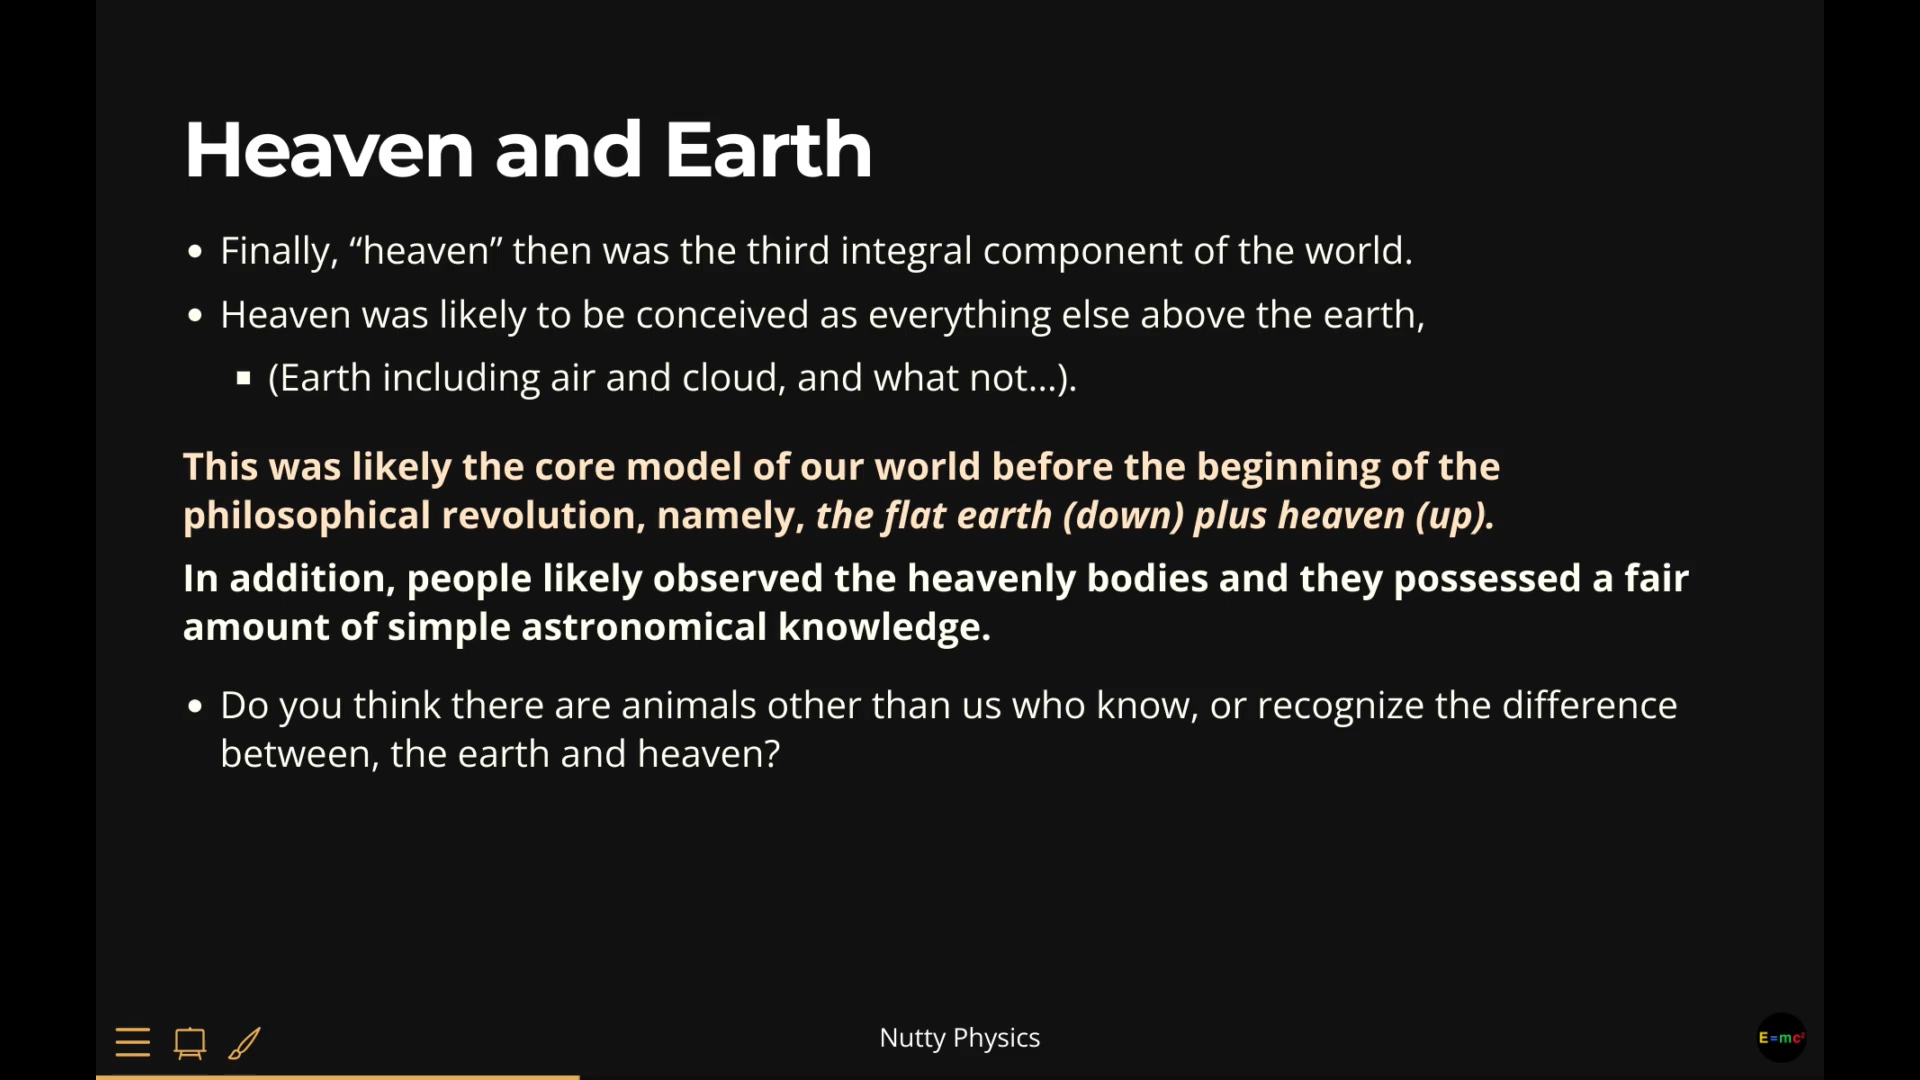 Heaven and Earth
• Finally, “heaven” then was the third integral component of the world.
• Heaven was likely to be conceived as everything else above the earth,
▪ (Earth including air and cloud, and what not…).
This was likely the core model of our world before the beginning of the
philosophical revolution, namely, the flat earth (down) plus heaven (up).
In addition, people likely observed the heavenly bodies and they possessed a fair
amount of simple astronomical knowledge.
• Do you think there are animals other than us who know, or recognize the difference
between, the earth and heaven?
Nutty Physics
E=mc²